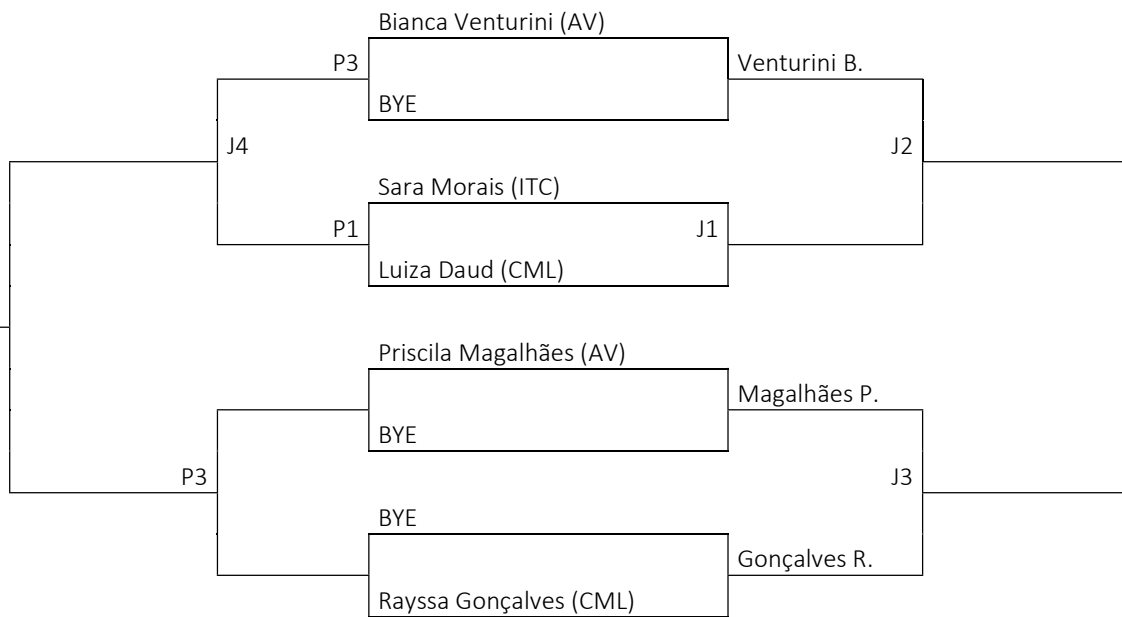 Bianca Venturini (AV)
P3
Venturini B.
BYE
J4
J2
Sara Morais (ITC)
P1
J1
Luiza Daud (CML)
Priscila Magalhães (AV)
Magalhães P.
BYE
P3
J3
BYE
Gonçalves R.
Rayssa Gonçalves (CML)